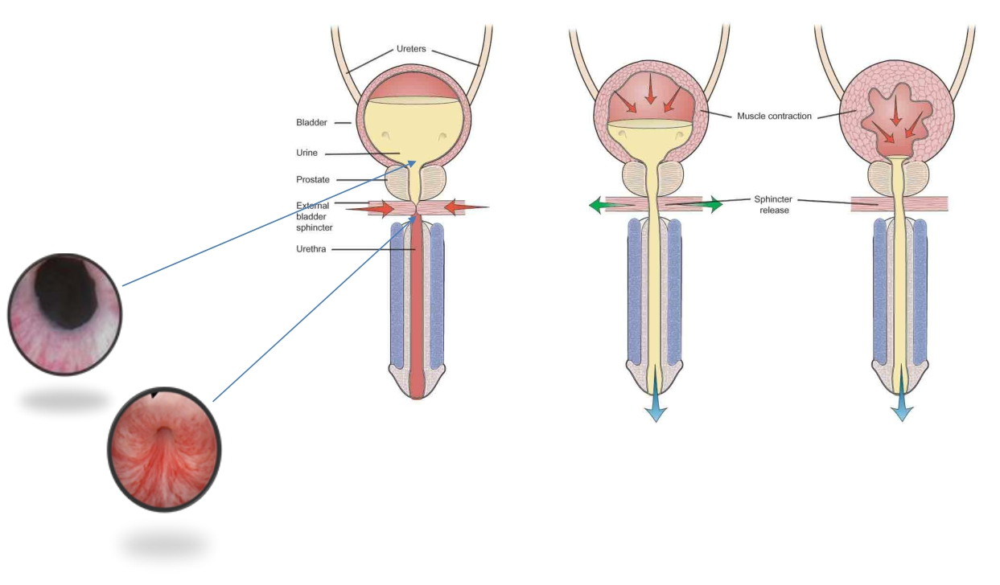 Ureters
Bladder
Urine
Prostate
External
bladder
sphincter
Urethra
Muscle contraction
Sphincter
release